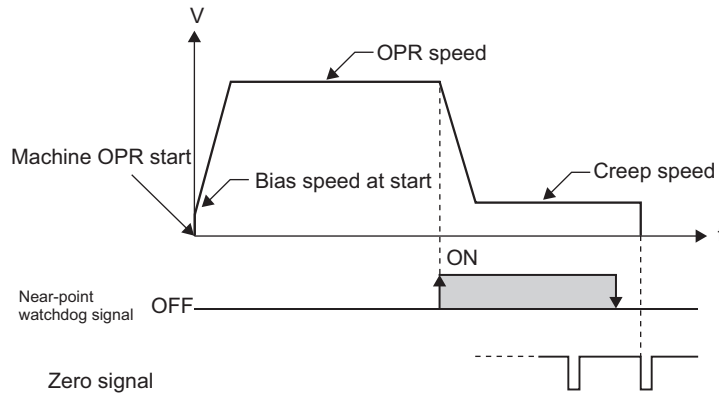 V
OPR speed
Machine OPR start
Bias speed at start
Creep speed
ON
Near-point
watchdog signal
OFF
Zero signal